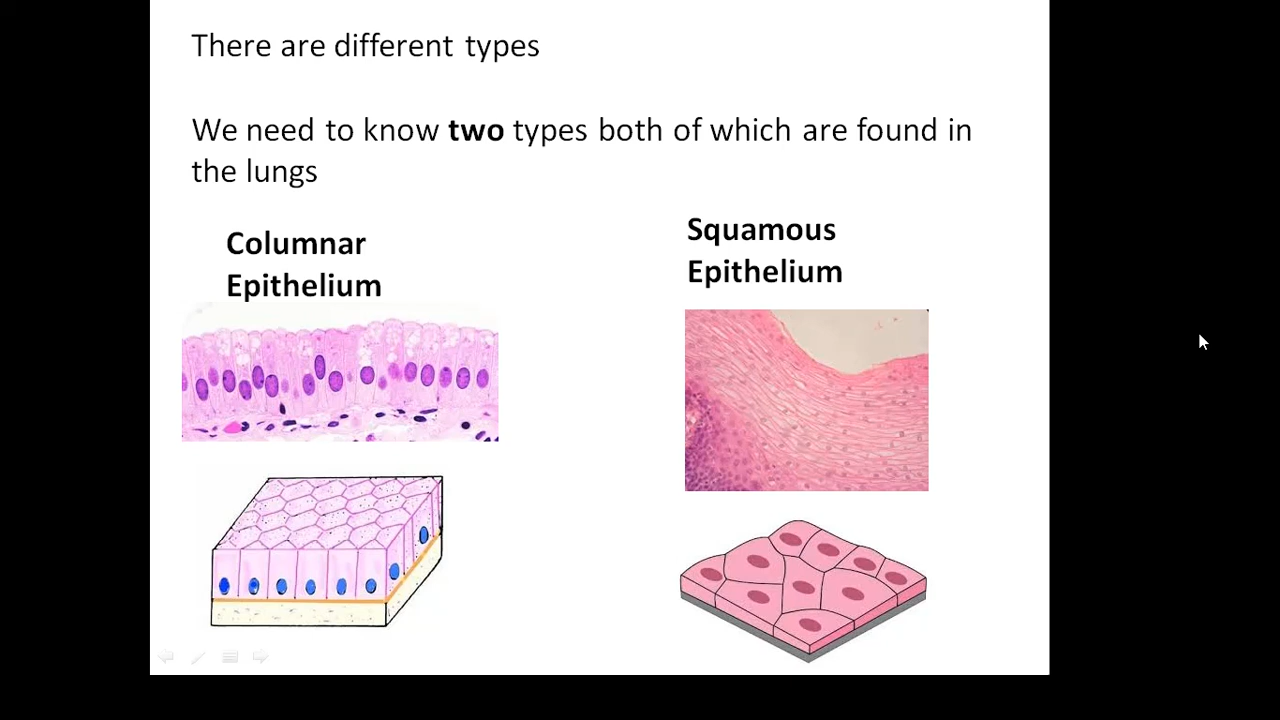 There are different types
We need to know two types both of which are found in
the lungs
Columnar
Epithelium
Squamous
Epithelium